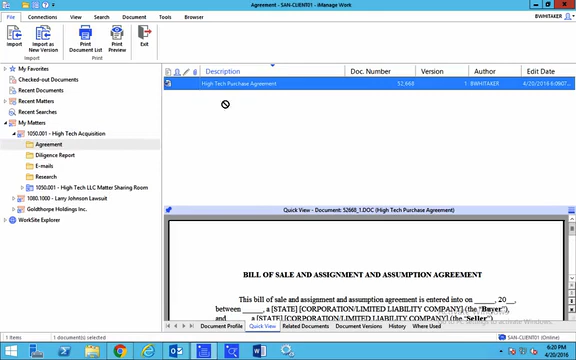 Agreement - SAN-CLIENT01 - iManage Work
File Connections View Search Document Tools Browser
BWHITAKER
Import Import as New Version Print Document List Print Preview Exit
Import Print
My Favorites
Checked-out Documents
Recent Documents
Recent Matters
Recent Searches
My Matters
1050.001 - High Tech Acquisition
Agreement
Diligence Report
E-mails
Research
1050.001 - High Tech LLC Matter Sharing Room
1080.1000 - Larry Johnson Lawsuit
Goldthorpe Holdings Inc.
WorkSite Explorer
Description Doc. Number Version Author Edit Date
High Tech Purchase Agreement 52,668 1 BWHITAKER
Quick View - Document: 52668_1.DOC (High Tech Purchase Agreement)
BILL OF SALE AND ASSIGNMENT AND ASSUMPTION AGREEMENT
This bill of sale and assignment and assumption agreement is entered into on _____, 20__
between ______, a [STATE] [CORPORATION/LIMITED LIABILITY COMPANY] (the "Buyer")
and ______ a [STATE] [CORPORATION/LIMITED LIABILITY COMPANY] (the "Seller")
Document Profile Quick View Related Documents Document Versions History Where Used
1 Items 1 document(s) selected SAN-CLIENT01 (Online)
6:20 PM
4/20/2016